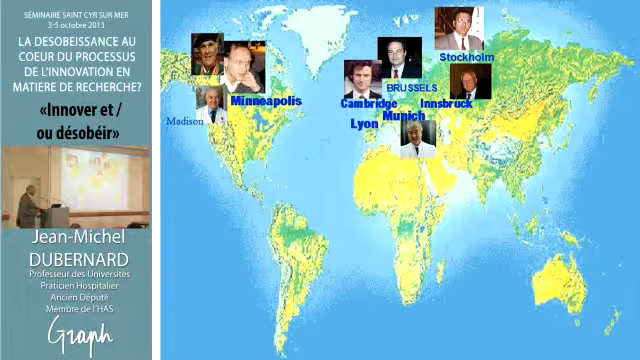 SÉMINAIRE SAINT CYR SUR MER
3-5 octobre 2013
LA DESOBEISSANCE AU
COEUR DU PROCESSUS
DE L'INNOVATION EN
MATIERE DE RECHERCHE?
«Innover et /
ou désobéir»
Jean-Michel
DUBERNARD
Professeur des Universités
Praticien Hospitalier
Ancien Député
Membre de l'HAS
Graph
Stockholm
BRUSSELS
Minneapolis
Cambridge
Innsbruck
Madison
Lyon
Munich